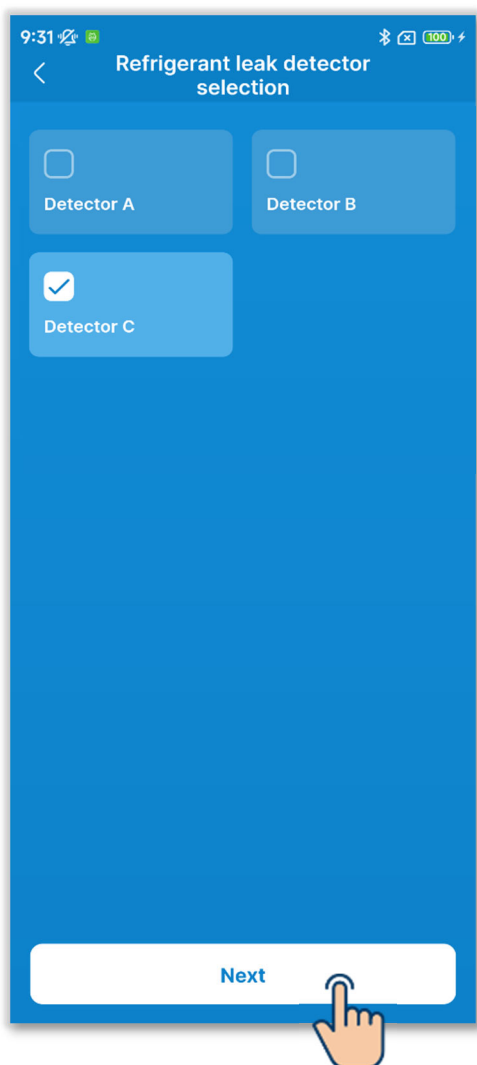 9:31
100
Refrigerant leak detector
selection
Detector A
Detector B
Detector C
Next